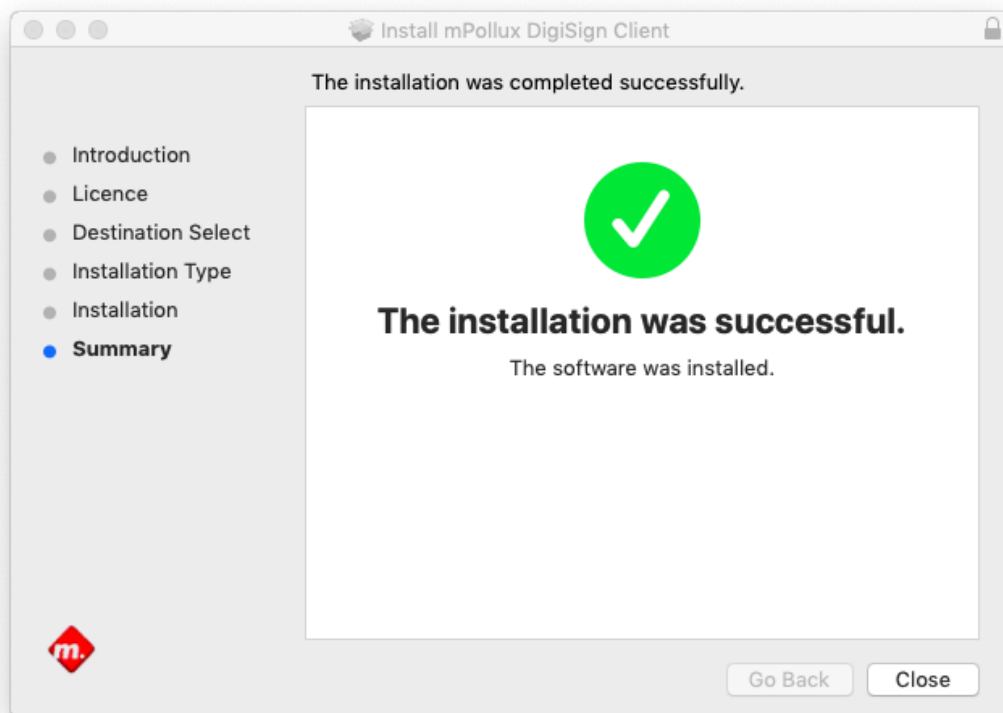 Install mPollux DigiSign Client
The installation was completed successfully.
Introduction
Licence
Destination Select
Installation Type
Installation
Summary
The installation was successful.
The software was installed.
m.
Go Back
Close